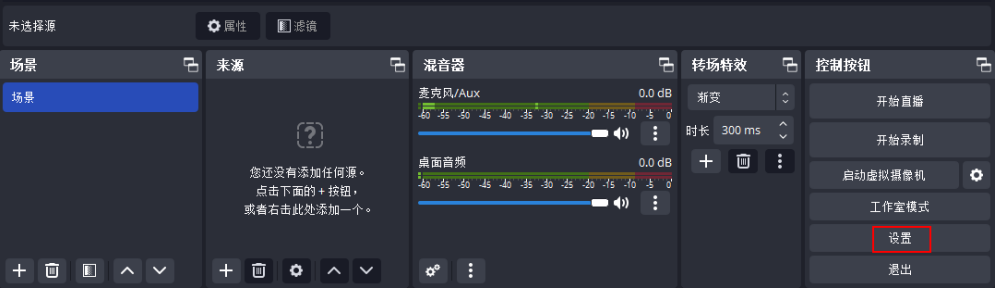 未选择源 属性 滤镜
场景 来源 混音器 转场特效 控制按钮
场景
您还没有添加任何源。
点击下面的 + 按钮，
或者右击此处添加一个。
麦克风/Aux 0.0 dB
-60 -55 -50 -45 -40 -35 -30 -25 -20 -15 -10 -5 0
桌面音频 0.0 dB
-60 -55 -50 -45 -40 -35 -30 -25 -20 -15 -10 -5 0
渐变
时长 300 ms
开始直播
开始录制
启动虚拟摄像机
工作室模式
设置
退出